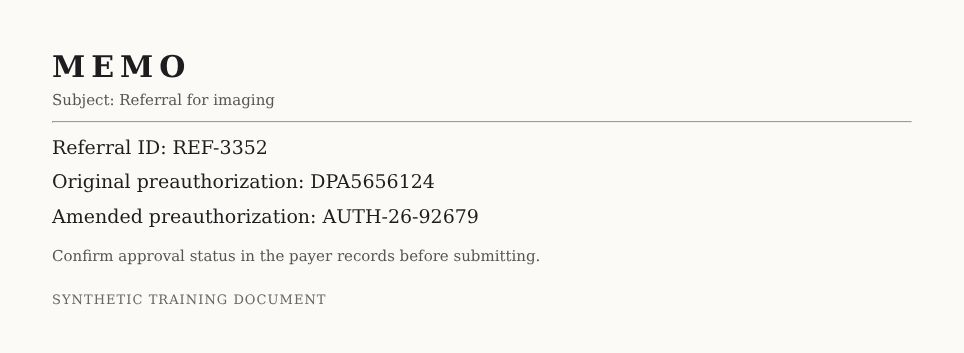 MEMO
Subject: Referral for imaging
Referral ID: REF-3352
Original preauthorization: DPA5656124
Amended preauthorization: AUTH-26-92679
Confirm approval status in the payer records before submitting.
SYNTHETIC TRAINING DOCUMENT